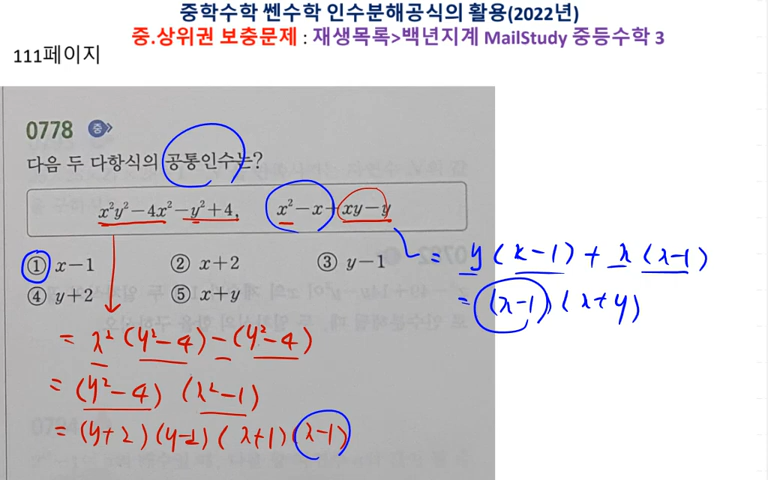 중학수학 쎈수학 인수분해공식의 활용(2022년)
중.상위권 보충문제 : 재생목록>백년지계 MailStudy 중등수학 3
111페이지
0778 중
다음 두 다항식의 공통인수는?
x²y²-4x²-y²+4, x²-x+xy-y
① x-1 ② x+2 ③ y-1
④ y+2 ⑤ x+y
= y(x-1)+x(x-1)
= (x-1)(x+y)
= x²(y²-4)-(y²-4)
= (y²-4)(x²-1)
= (y+2)(y-2)(x+1)(x-1)